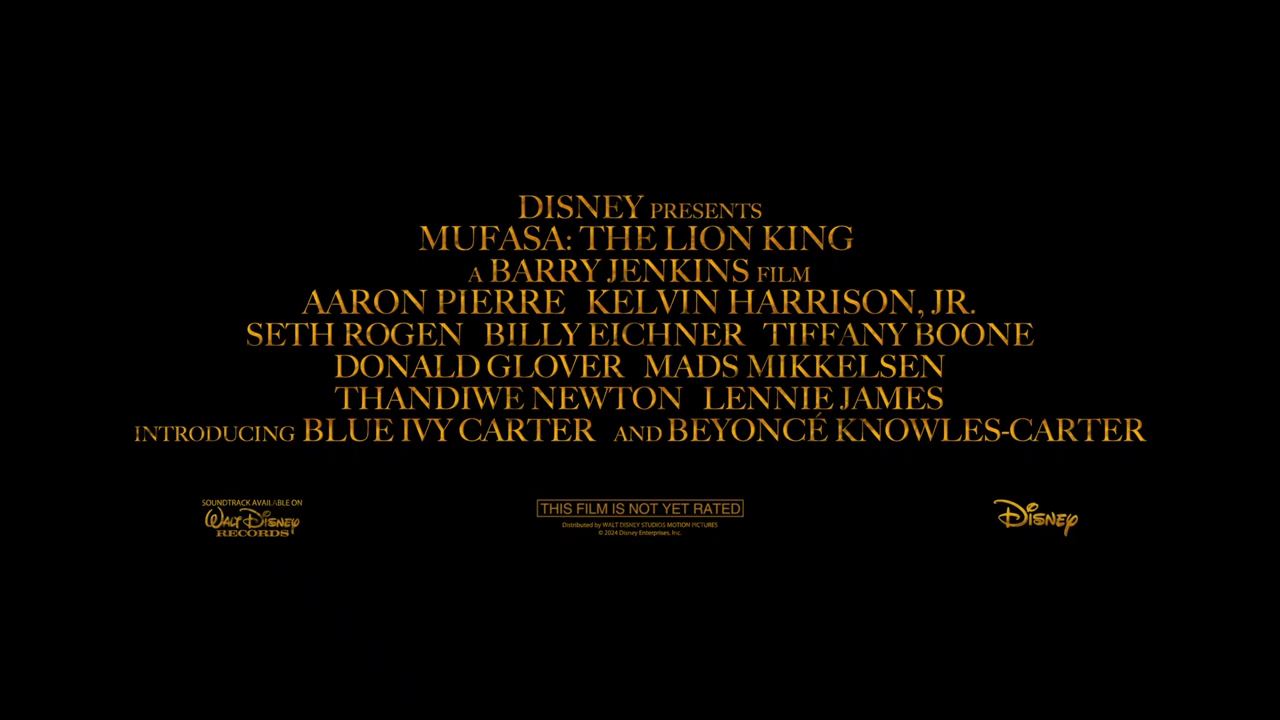 DISNEY PRESENTS
MUFASA: THE LION KING
A BARRY JENKINS FILM
AARON PIERRE KELVIN HARRISON, JR.
SETH ROGEN BILLY EICHNER TIFFANY BOONE
DONALD GLOVER MADS MIKKELSEN
THANDIWE NEWTON LENNIE JAMES
INTRODUCING BLUE IVY CARTER AND BEYONCÉ KNOWLES-CARTER
SOUNDTRACK AVAILABLE ON
WALT DISNEY
RECORDS
THIS FILM IS NOT YET RATED
Distributed by WALT DISNEY STUDIOS MOTION PICTURES
© 2024 Disney Enterprises, Inc.
DISNEY